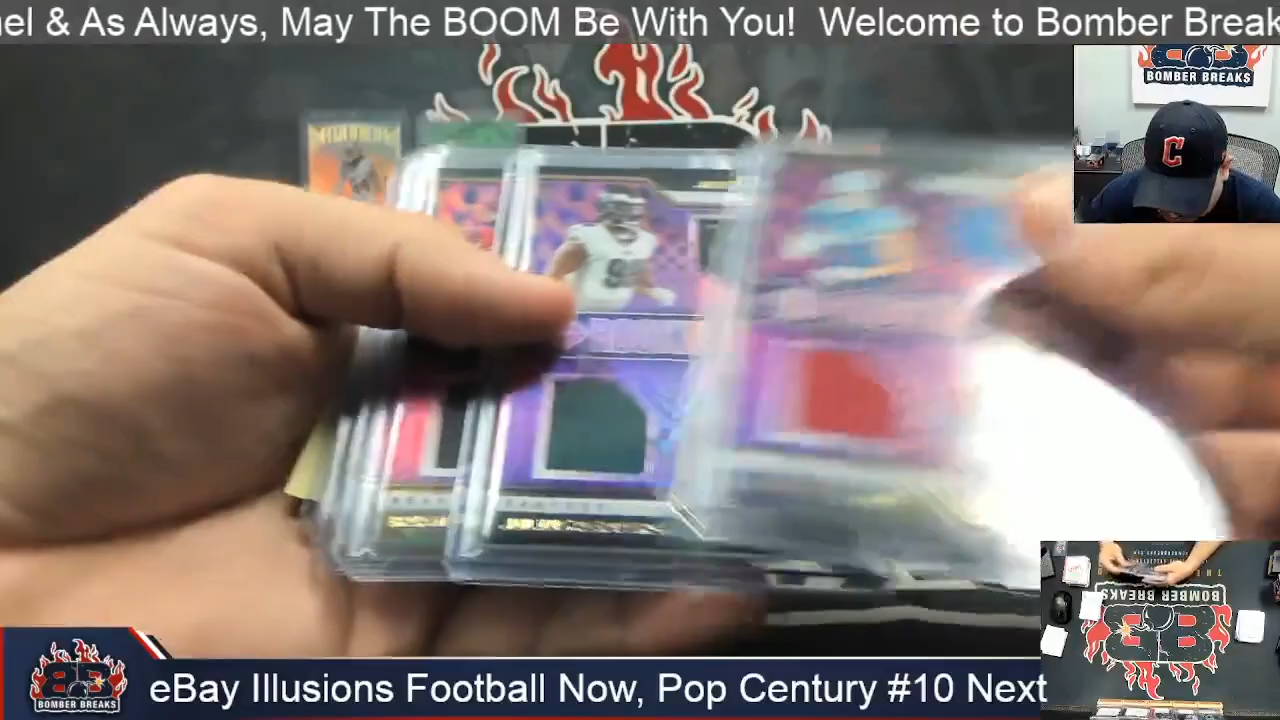 nel & As Always, May The BOOM Be With You!  Welcome to Bomber Break
BOMBER BREAKS
C
BOMBER BREAKS
BOMBER BREAKS
eBay Illusions Football Now, Pop Century #10 Next